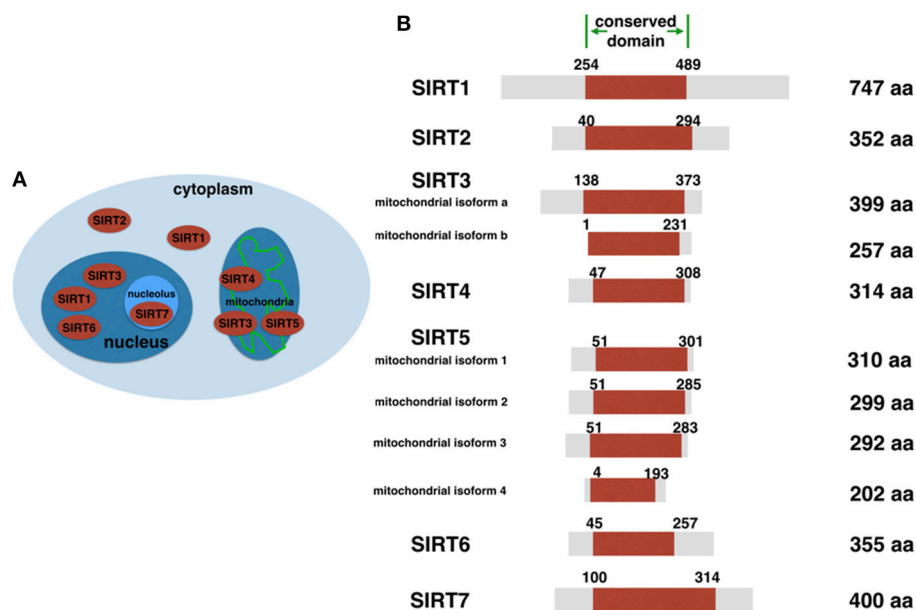 A
cytoplasm
SIRT2
SIRT1
SIRT3
SIRT1
SIRT6
nucleolus
SIRT7
nucleus
SIRT4
mitochondria
SIRT3 SIRT5
B
conserved
domain
254 489
SIRT1 747 aa
40 294
SIRT2 352 aa
SIRT3
138 373
mitochondrial isoform a 399 aa
1 231
mitochondrial isoform b 257 aa
47 308
SIRT4 314 aa
SIRT5
51 301
mitochondrial isoform 1 310 aa
51 285
mitochondrial isoform 2 299 aa
51 283
mitochondrial isoform 3 292 aa
4 193
mitochondrial isoform 4 202 aa
45 257
SIRT6 355 aa
100 314
SIRT7 400 aa